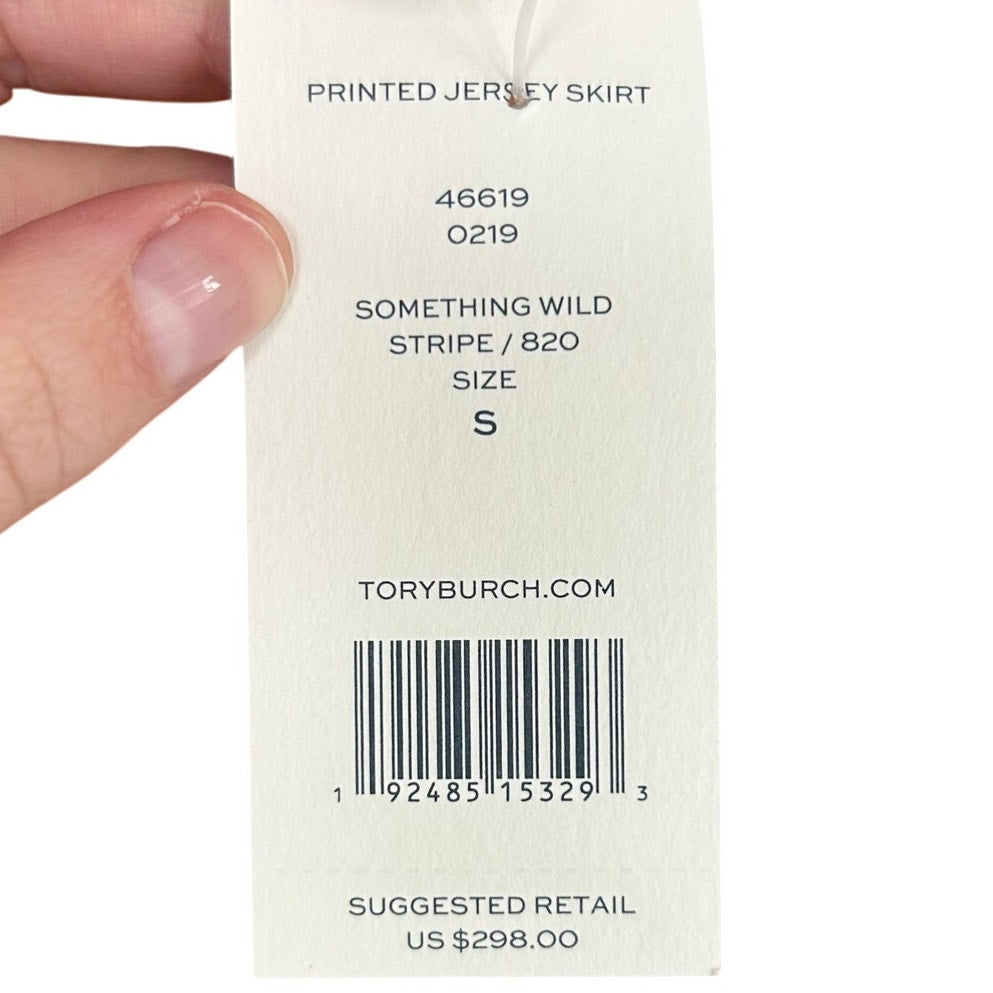 PRINTED JERSEY SKIRT
46619
0219
SOMETHING WILD
STRIPE / 820
SIZE
S
TORYBURCH.COM
1 92485 15329 3
SUGGESTED RETAIL
US $298.00